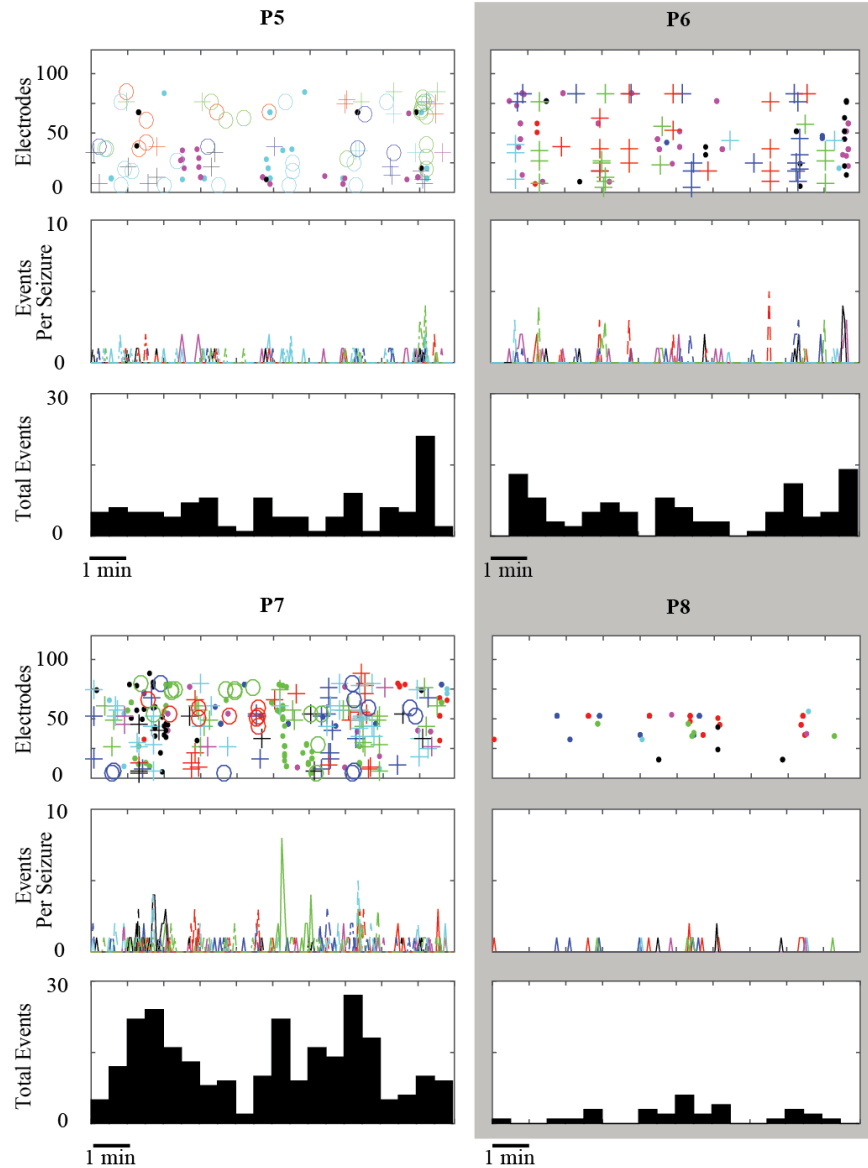 P5
P6
Electrodes
100
50
0
Events
Per Seizure
10
0
Total Events
30
0
1 min
1 min
P7
P8
Electrodes
100
50
0
Events
Per Seizure
10
0
Total Events
30
0
1 min
1 min